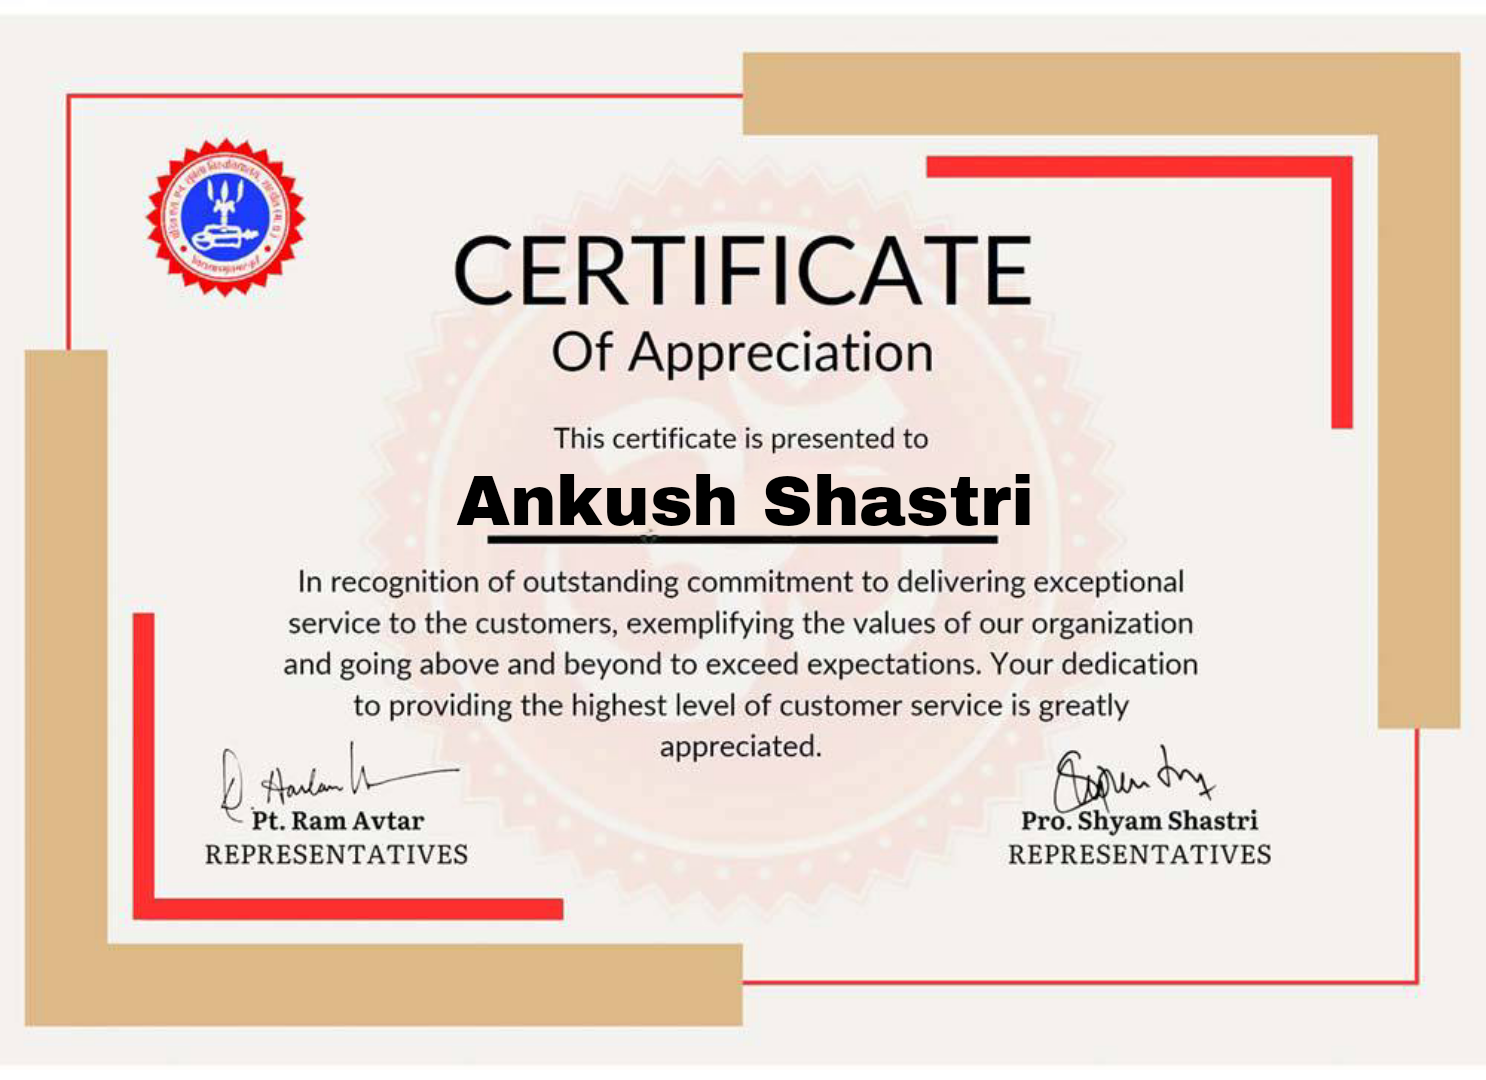 CERTIFICATE
Of Appreciation
This certificate is presented to
Ankush Shastri
In recognition of outstanding commitment to delivering exceptional
service to the customers, exemplifying the values of our organization
and going above and beyond to exceed expectations. Your dedication
to providing the highest level of customer service is greatly
appreciated.
Pt. Ram Avtar
REPRESENTATIVES
Pro. Shyam Shastri
REPRESENTATIVES